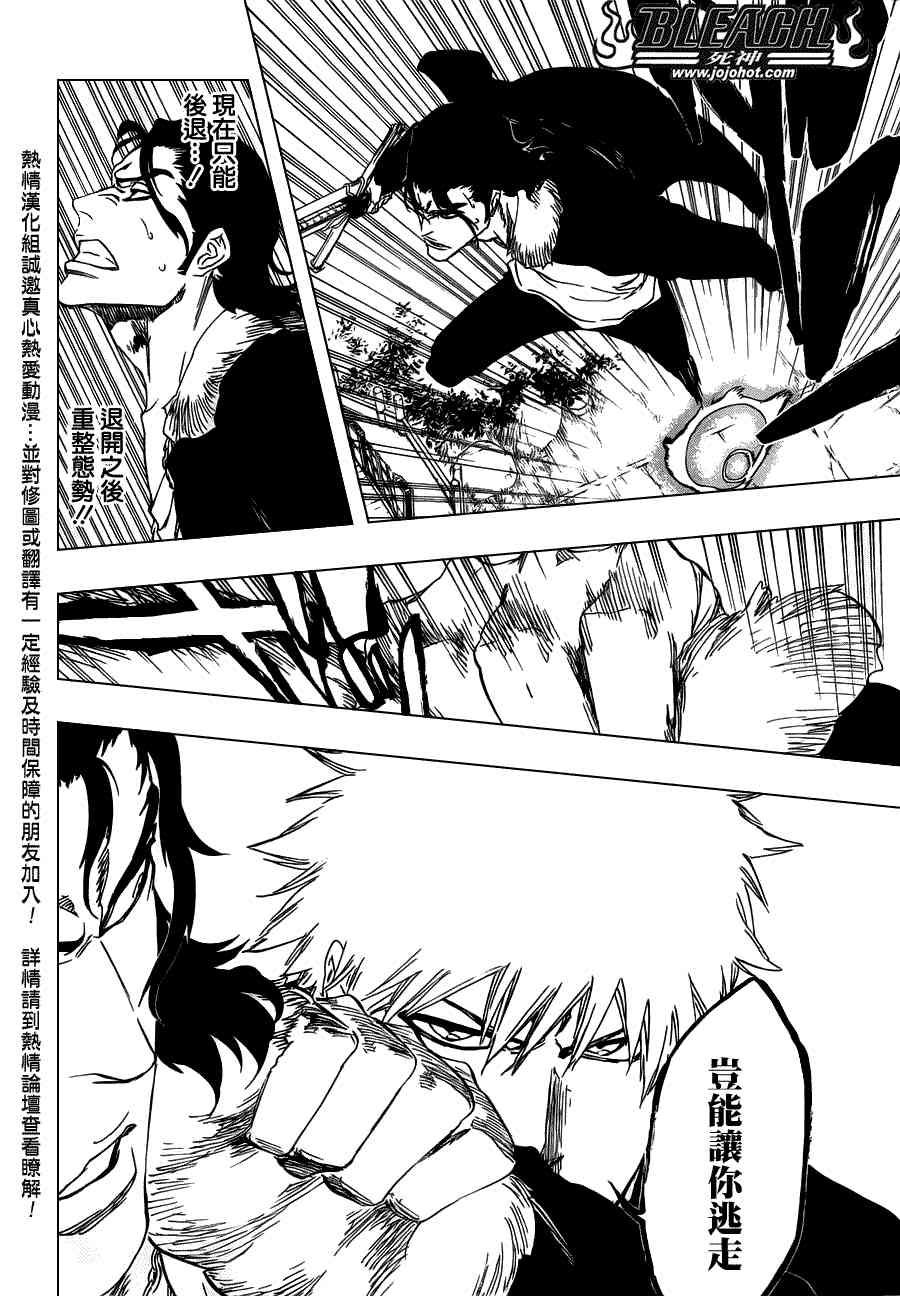 BLEACH
死神
www.jojohot.com
現在只能
後退…！
退開之後
重整態勢！！
豈能讓你逃走
熱情漢化組誠邀真心熱愛動漫…並對修圖或翻譯有一定經驗及時間保障的朋友加入！ 詳情請到熱情論壇查看瞭解！